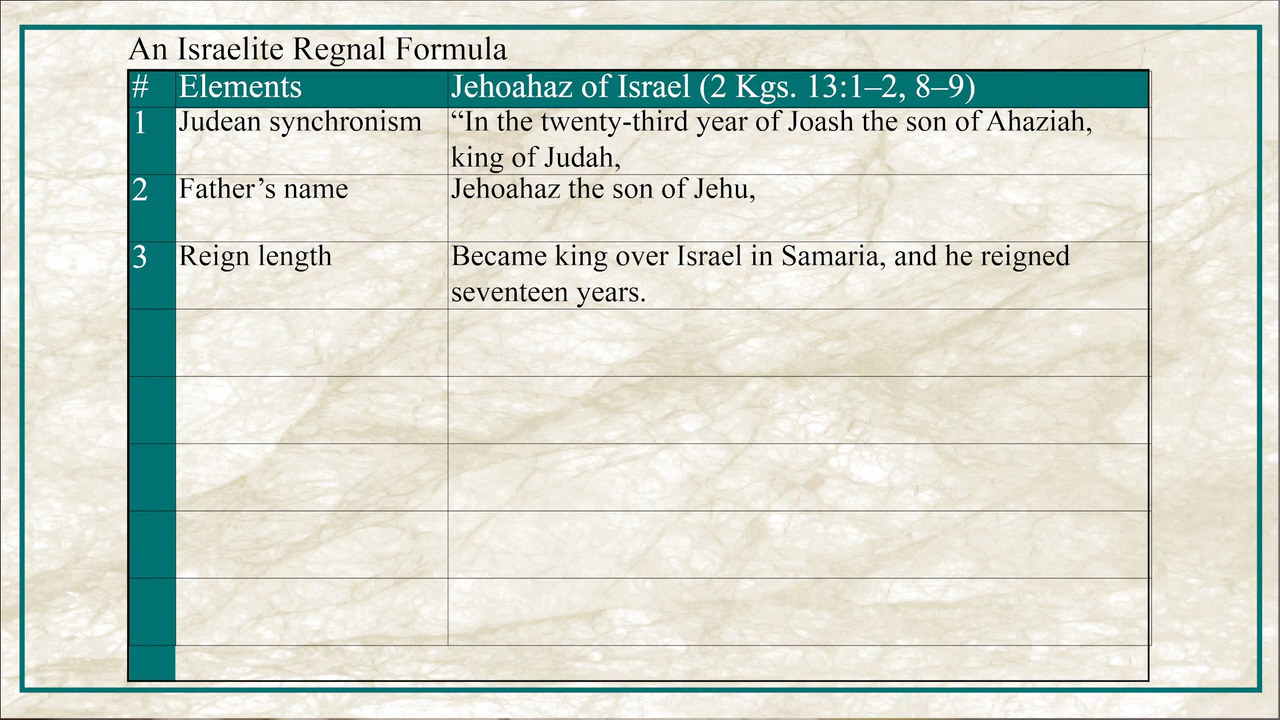 An Israelite Regnal Formula
# Elements Jehoahaz of Israel (2 Kgs. 13:1–2, 8–9)
1 Judean synchronism “In the twenty-third year of Joash the son of Ahaziah,
king of Judah,
2 Father’s name Jehoahaz the son of Jehu,
3 Reign length Became king over Israel in Samaria, and he reigned
seventeen years.